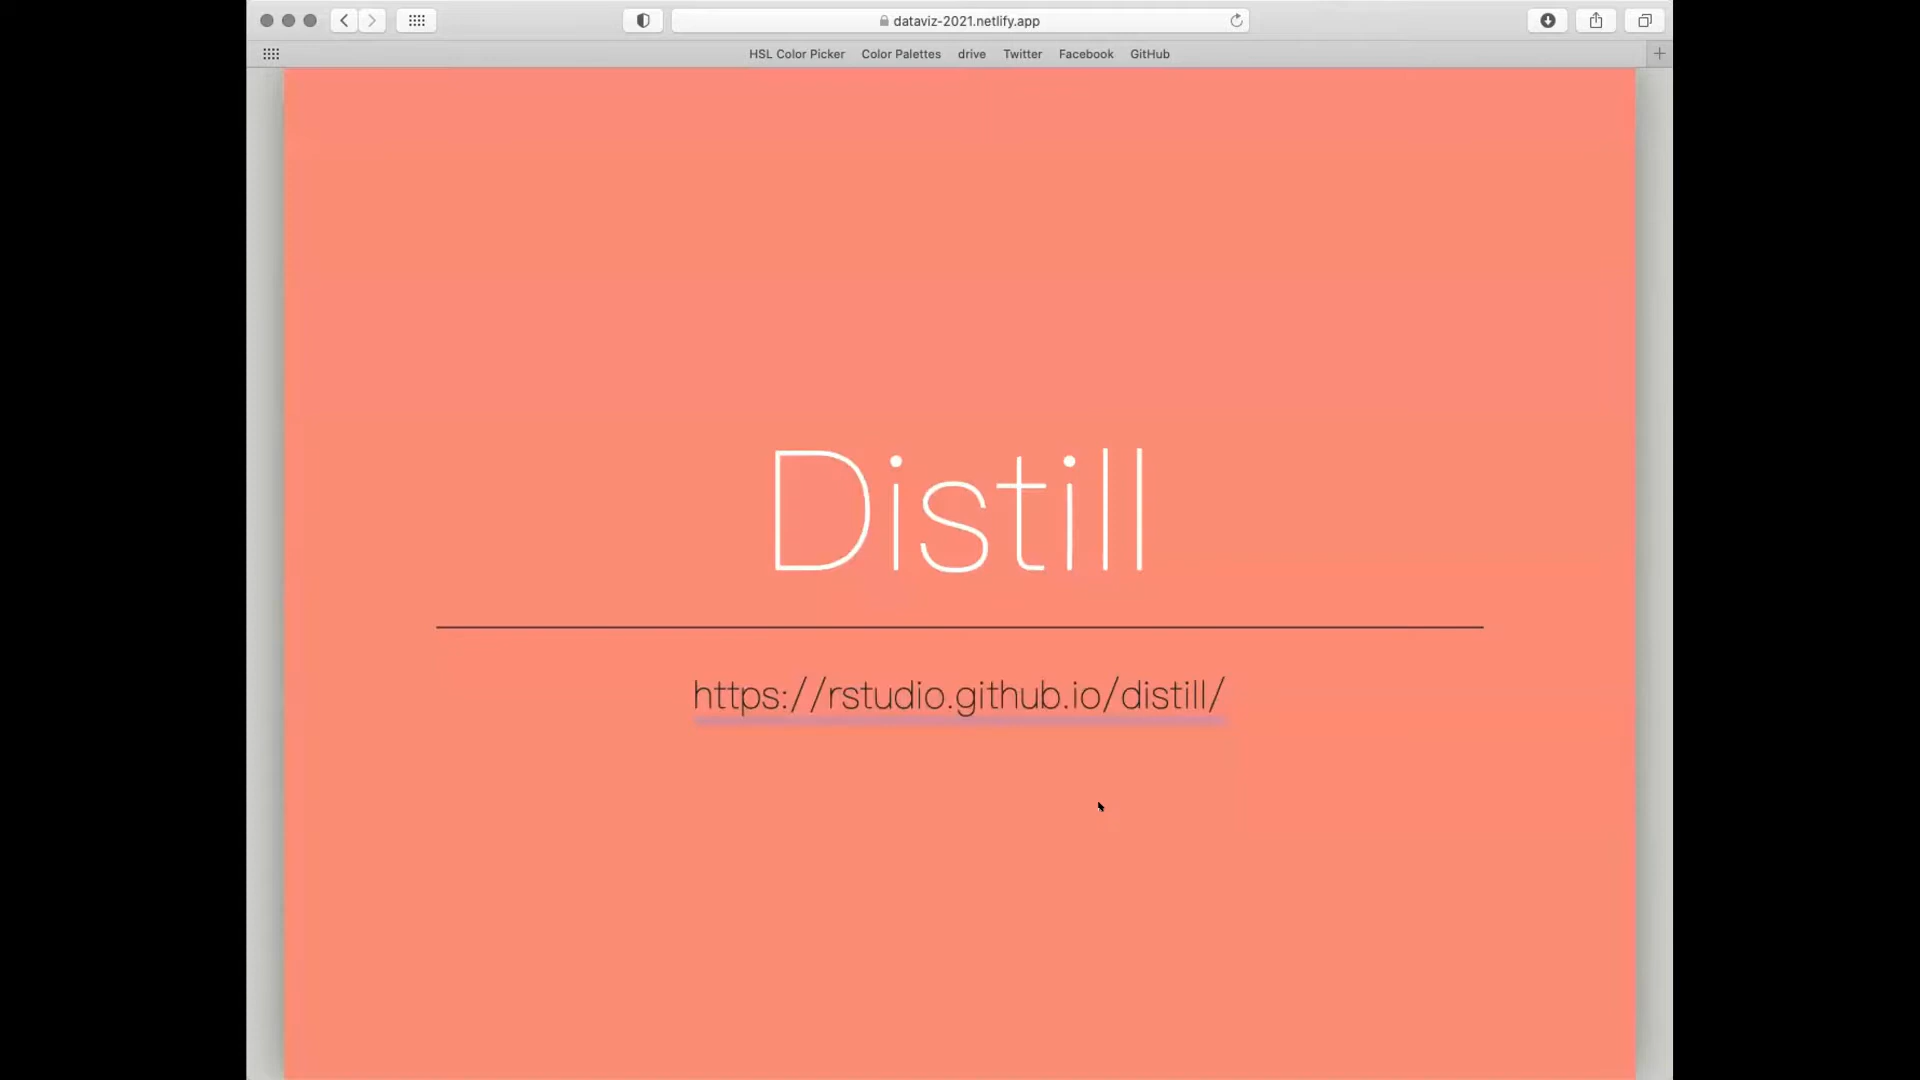 dataviz-2021.netlify.app
HSL Color Picker Color Palettes drive Twitter Facebook GitHub
Distill
https://rstudio.github.io/distill/